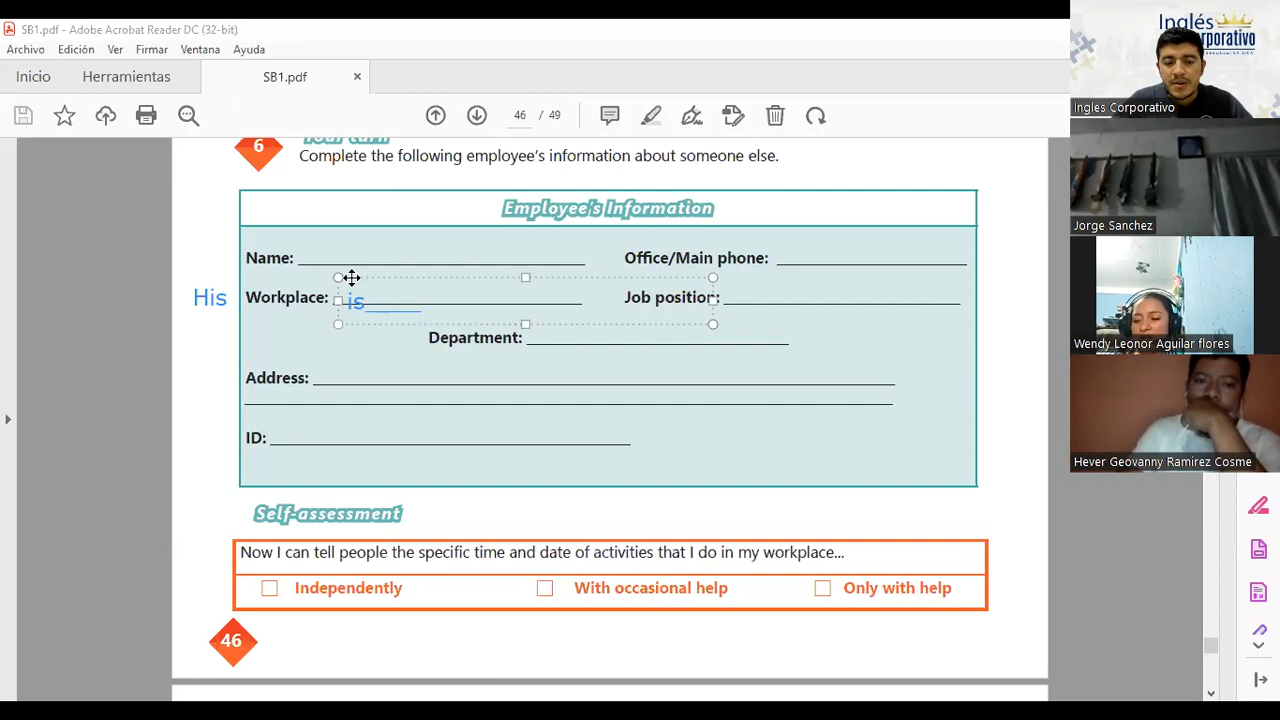 SB1.pdf - Adobe Acrobat Reader DC (32-bit)
Archivo Edición Ver Firmar Ventana Ayuda
Inicio Herramientas SB1.pdf ×
46 / 49
6
Your turn
Complete the following employee's information about someone else.
Employee's Information
Name: Office/Main phone:
His Workplace: is_____ Job position:
Department:
Address:
ID:
Self-assessment
Now I can tell people the specific time and date of activities that I do in my workplace...
Independently With occasional help Only with help
46
Inglés
Corporativo
Ingles Corporativo
Jorge Sanchez
Wendy Leonor Aguilar flores
Hever Geovanny Ramirez Cosme